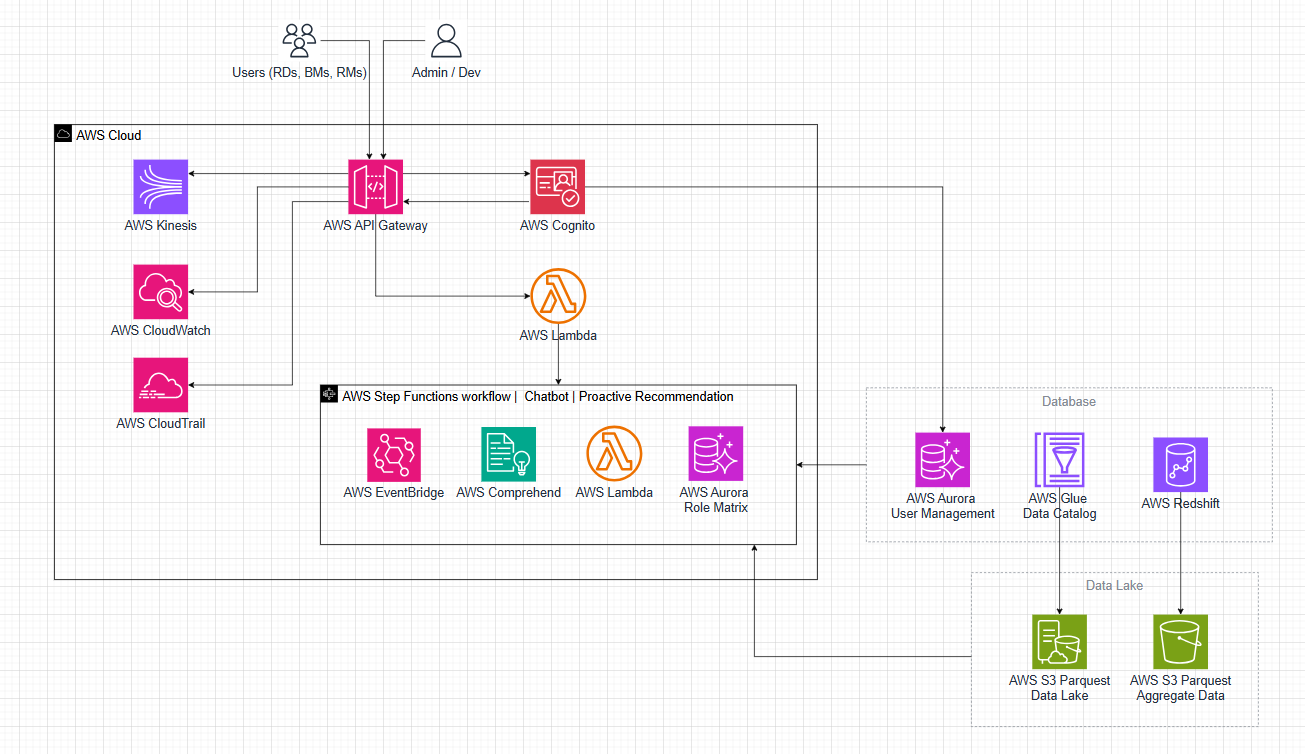 Users (RDs, BMs, RMs)
Admin / Dev
AWS Cloud
AWS Kinesis
AWS API Gateway
AWS Cognito
AWS CloudWatch
AWS Lambda
AWS CloudTrail
AWS Step Functions workflow | Chatbot | Proactive Recommendation
AWS EventBridge
AWS Comprehend
AWS Lambda
AWS Aurora
Role Matrix
Database
AWS Aurora
User Management
AWS Glue
Data Catalog
AWS Redshift
Data Lake
AWS S3 Parquest
Data Lake
AWS S3 Parquest
Aggregate Data